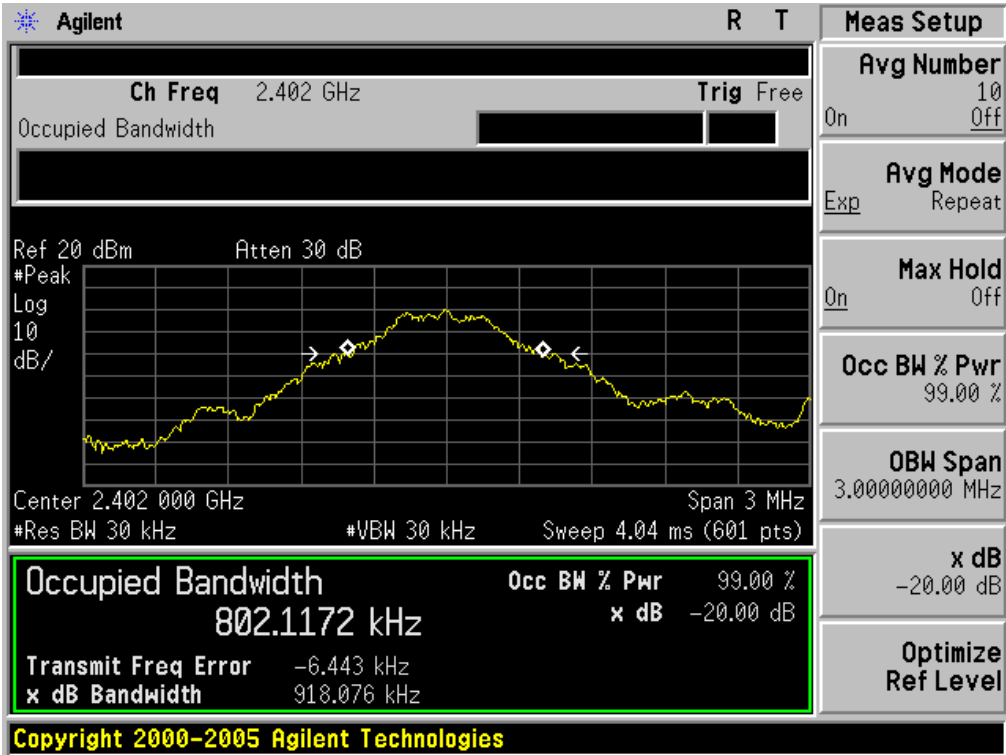 Agilent R T
Ch Freq 2.402 GHz Trig Free
Occupied Bandwidth
Ref 20 dBm Atten 30 dB
#Peak
Log
10
dB/
Center 2.402 000 GHz Span 3 MHz
#Res BW 30 kHz #VBW 30 kHz Sweep 4.04 ms (601 pts)
Occupied Bandwidth Occ BW % Pwr 99.00 %
802.1172 kHz x dB -20.00 dB
Transmit Freq Error -6.443 kHz
x dB Bandwidth 918.076 kHz
Copyright 2000-2005 Agilent Technologies
Meas Setup
Avg Number
10
On Off
Avg Mode
Exp Repeat
Max Hold
On Off
Occ BW % Pwr
99.00 %
OBW Span
3.00000000 MHz
x dB
-20.00 dB
Optimize
Ref Level